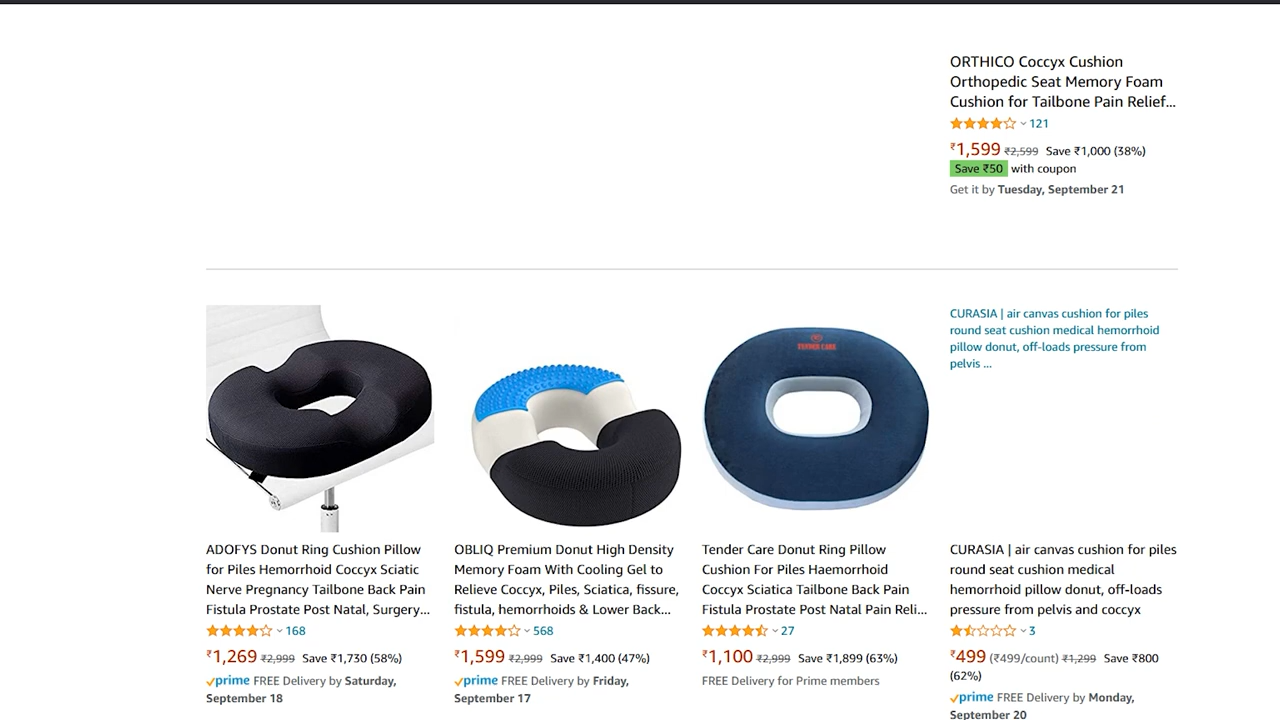 ORTHICO Coccyx Cushion
Orthopedic Seat Memory Foam
Cushion for Tailbone Pain Relief...
121
₹1,599 ₹2,599 Save ₹1,000 (38%)
Save ₹50 with coupon
Get it by Tuesday, September 21
TENDER CARE
CURASIA | air canvas cushion for piles
round seat cushion medical hemorrhoid
pillow donut, off-loads pressure from
pelvis ...
ADOFYS Donut Ring Cushion Pillow
for Piles Hemorrhoid Coccyx Sciatic
Nerve Pregnancy Tailbone Back Pain
Fistula Prostate Post Natal, Surgery...
168
₹1,269 ₹2,999 Save ₹1,730 (58%)
prime FREE Delivery by Saturday,
September 18
OBLIQ Premium Donut High Density
Memory Foam With Cooling Gel to
Relieve Coccyx, Piles, Sciatica, fissure,
fistula, hemorrhoids & Lower Back...
568
₹1,599 ₹2,999 Save ₹1,400 (47%)
prime FREE Delivery by Friday,
September 17
Tender Care Donut Ring Pillow
Cushion For Piles Haemorrhoid
Coccyx Sciatica Tailbone Back Pain
Fistula Prostate Post Natal Pain Reli...
27
₹1,100 ₹2,999 Save ₹1,899 (63%)
FREE Delivery for Prime members
CURASIA | air canvas cushion for piles
round seat cushion medical
hemorrhoid pillow donut, off-loads
pressure from pelvis and coccyx
3
₹499 (₹499/count) ₹1,299 Save ₹800
(62%)
prime FREE Delivery by Monday,
September 20